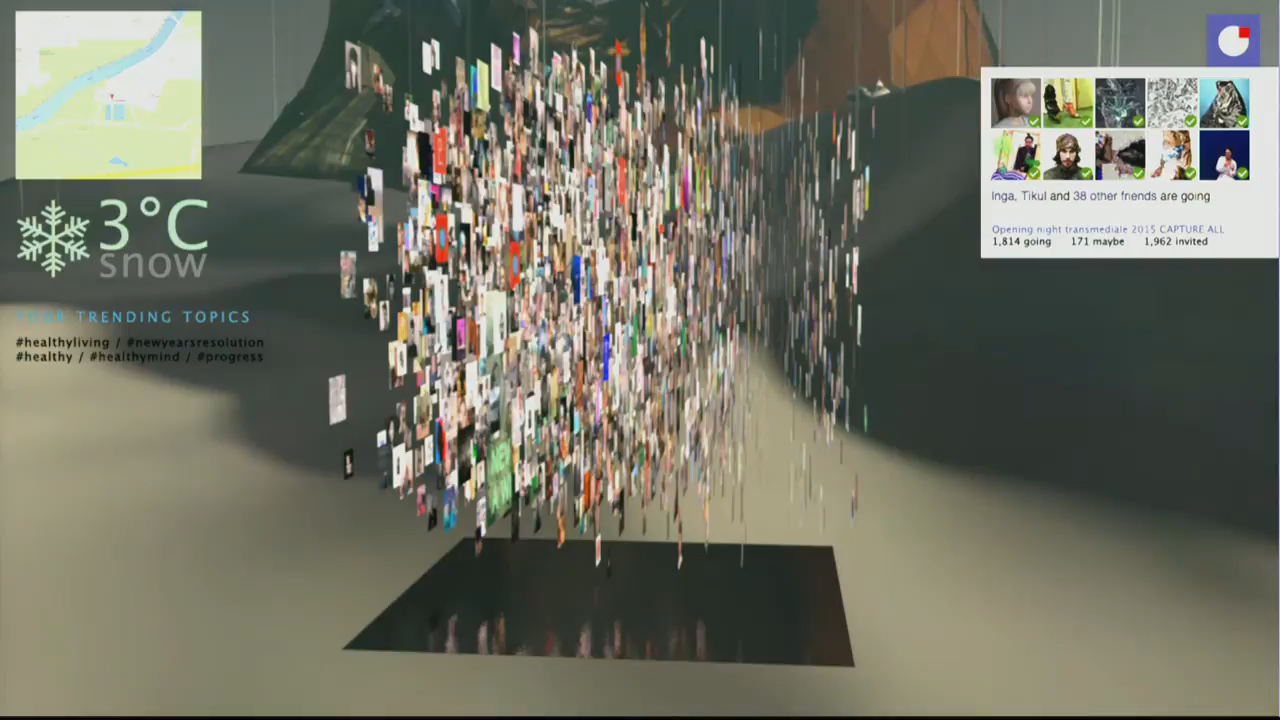 3°C
snow
YOUR TRENDING TOPICS
#healthyliving / #newyearsresolution
#healthy / #healthymind / #progress
Inga, Tikul and 38 other friends are going
Opening night transmediale 2015 CAPTURE ALL
1,814 going 171 maybe 1,962 invited